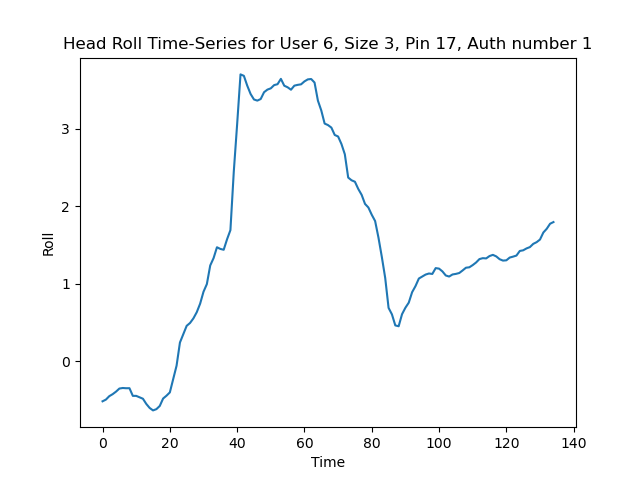 Head Roll Time-Series for User 6, Size 3, Pin 17, Auth number 1
3
2
1
0
Roll
0 20 40 60 80 100 120 140
Time